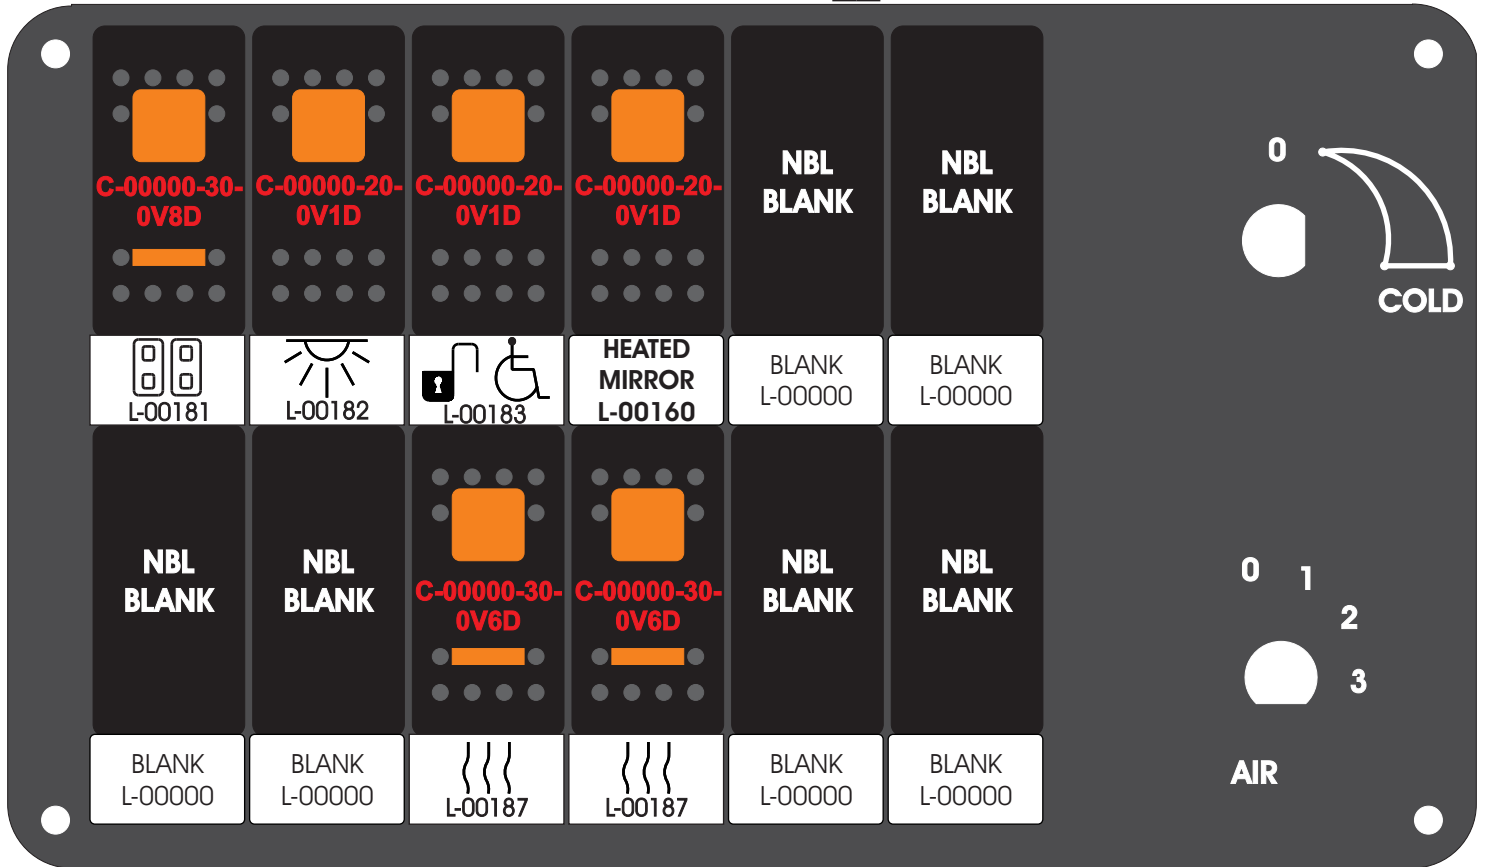 C-00000-30-
0V8D
C-00000-20-
0V1D
C-00000-20-
0V1D
C-00000-20-
0V1D
NBL
BLANK
NBL
BLANK
0
COLD
L-00181
L-00182
L-00183
HEATED
MIRROR
L-00160
BLANK
L-00000
BLANK
L-00000
NBL
BLANK
NBL
BLANK
C-00000-30-
0V6D
C-00000-30-
0V6D
NBL
BLANK
NBL
BLANK
0
1
2
3
AIR
BLANK
L-00000
BLANK
L-00000
L-00187
L-00187
BLANK
L-00000
BLANK
L-00000